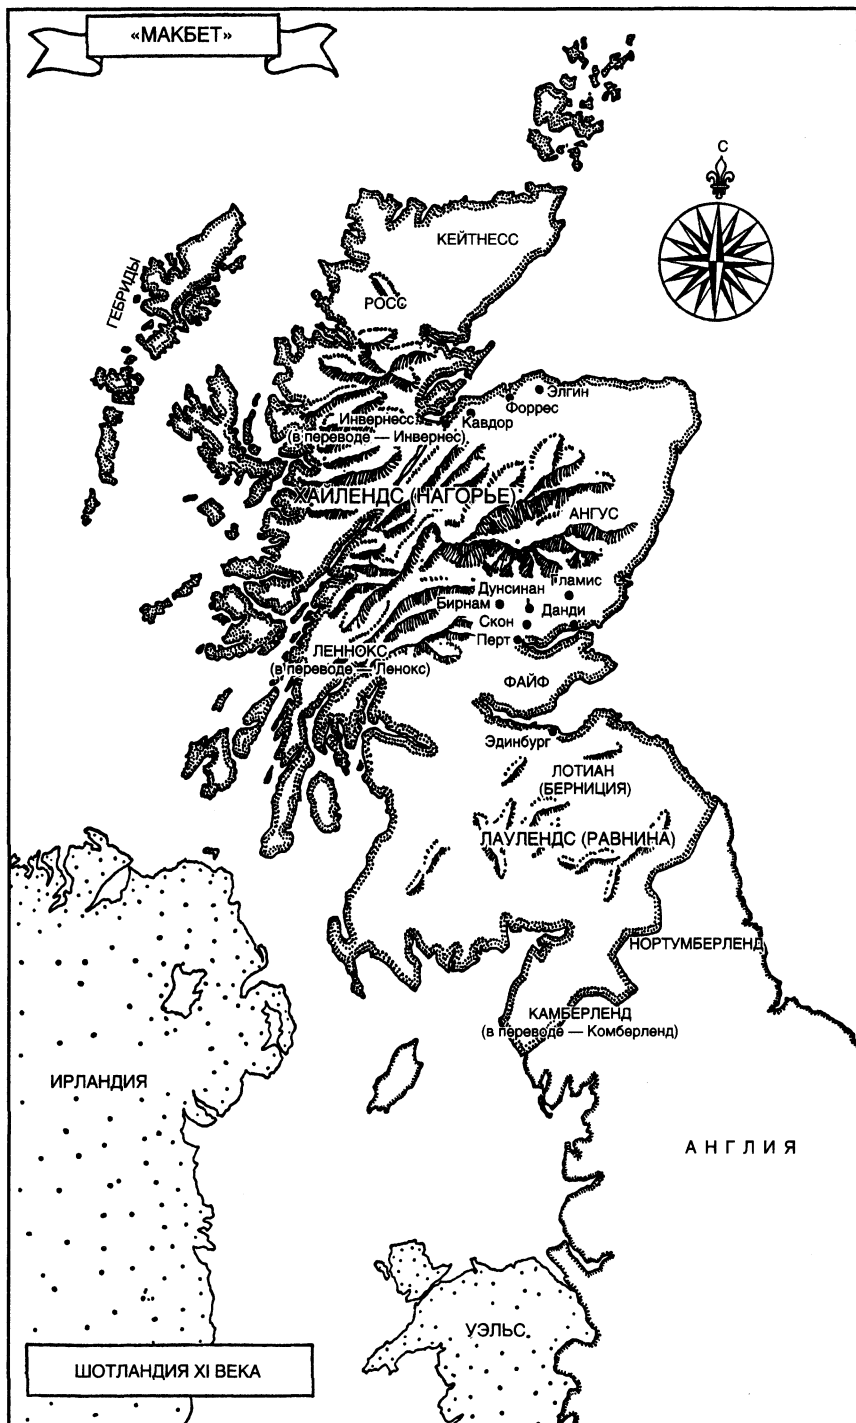 «МАКБЕТ»
С
КЕЙТНЕСС
ГЕБРИДЫ
РОСС
Элгин
Форрес
Инвернесс
Кавдор
(в переводе — Инвернес)
ХАЙЛЕНДС (НАГОРЬЕ)
АНГУС
Дунсинан
Гламис
Бирнам
Данди
Скон
Перт
ЛЕННОКС
(в переводе — Ленокс)
ФАЙФ
Эдинбург
ЛОТИАН
(БЕРНИЦИЯ)
ЛАУЛЕНДС (РАВНИНА)
НОРТУМБЕРЛЕНД
КАМБЕРЛЕНД
(в переводе — Комберленд)
ИРЛАНДИЯ
АНГЛИЯ
УЭЛЬС
ШОТЛАНДИЯ XI ВЕКА